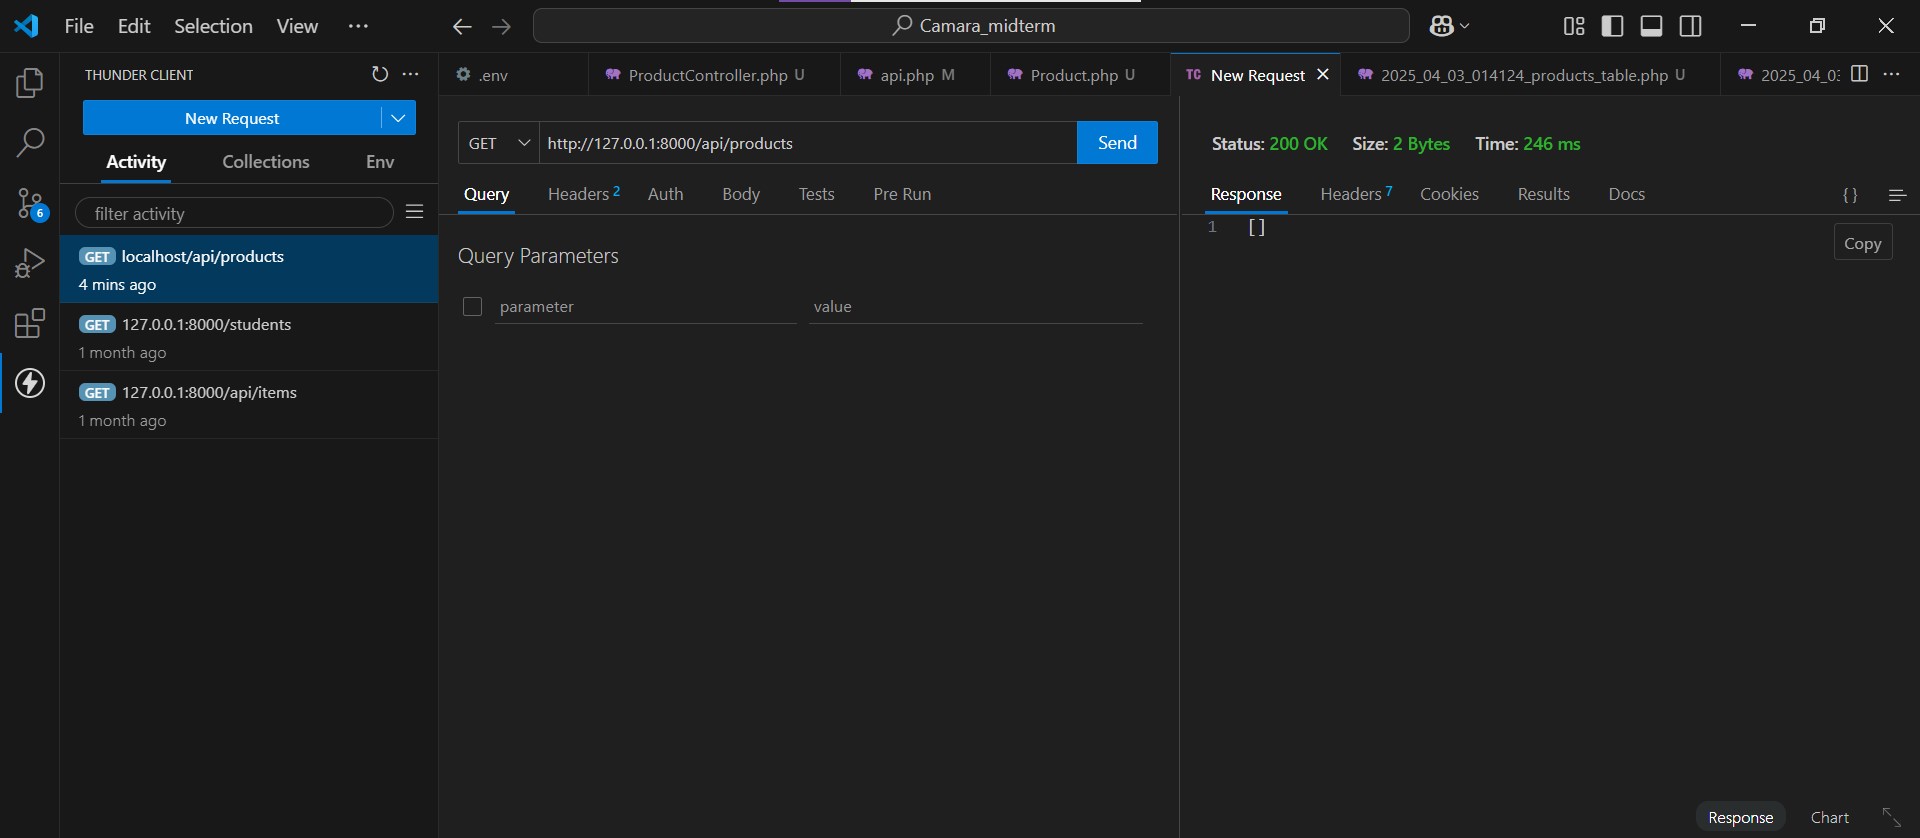 File Edit Selection View ···
Camara_midterm
THUNDER CLIENT
New Request
Activity Collections Env
filter activity
GET localhost/api/products
4 mins ago
GET 127.0.0.1:8000/students
1 month ago
GET 127.0.0.1:8000/api/items
1 month ago
6
.env
ProductController.php U
api.php M
Product.php U
TC New Request
2025_04_03_014124_products_table.php U
2025_04_03
GET http://127.0.0.1:8000/api/products Send
Query Headers 2 Auth Body Tests Pre Run
Query Parameters
parameter value
Status: 200 OK Size: 2 Bytes Time: 246 ms
Response Headers 7 Cookies Results Docs { }
1 []
Copy
Response Chart